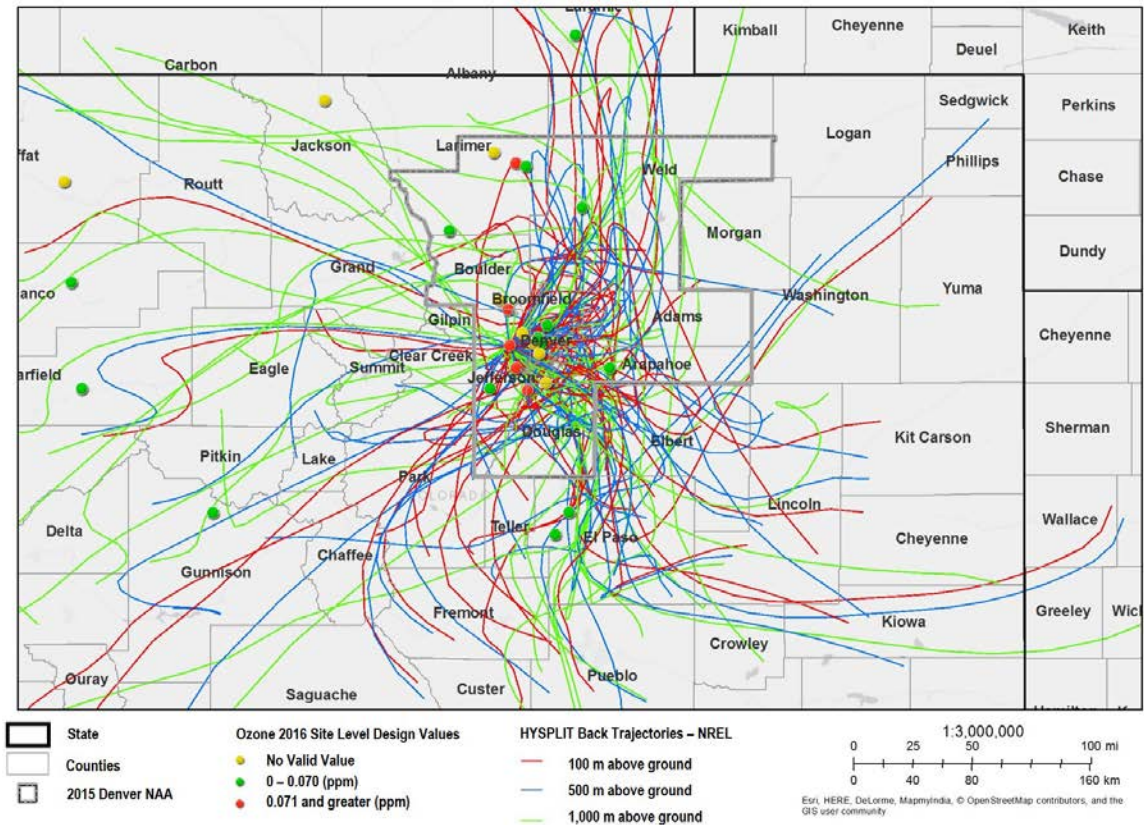 Laramie
Kimball
Cheyenne
Keith
Deuel
Carbon
Albany
Sedgwick
Perkins
Logan
Jackson
Larimer
ffat
Phillips
Weld
Chase
Routt
Morgan
Dundy
Grand
Boulder
anco
Washington
Yuma
Broomfield
Gilpin
Adams
Denver
Cheyenne
Clear Creek
Eagle
Summit
Arapahoe
arfield
Jefferson
Sherman
Douglas
Elbert
Kit Carson
Pitkin
Lake
Park
COLORADO
Lincoln
Wallace
Delta
Teller
El Paso
Cheyenne
Chaffee
Gunnison
Fremont
Greeley
Wicl
Kiowa
Crowley
Ouray
Pueblo
Custer
Saguache
Hamilton
State
Counties
2015 Denver NAA
Ozone 2016 Site Level Design Values
No Valid Value
0 – 0.070 (ppm)
0.071 and greater (ppm)
HYSPLIT Back Trajectories – NREL
100 m above ground
500 m above ground
1,000 m above ground
1:3,000,000
0 25 50 100 mi
0 40 80 160 km
Esri, HERE, DeLorme, MapmyIndia, © OpenStreetMap contributors, and the
GIS user community